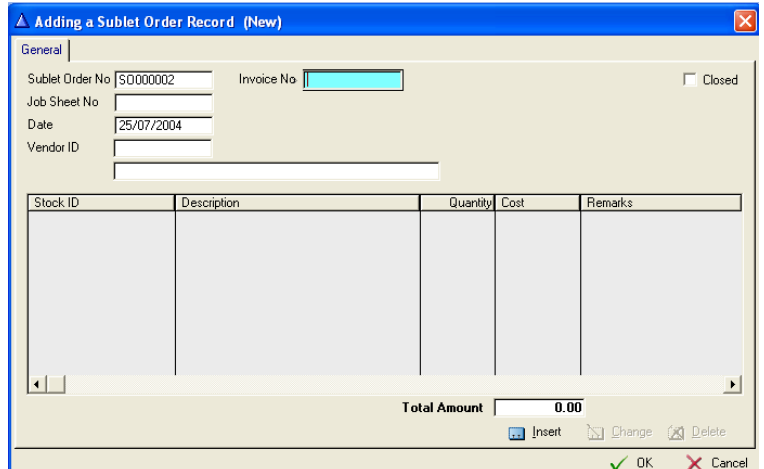 Adding a Sublet Order Record (New)
General
Sublet Order No SO000002 Invoice No Closed
Job Sheet No
Date 25/07/2004
Vendor ID
Stock ID Description Quantity Cost Remarks
Total Amount 0.00
Insert Change Delete
OK Cancel